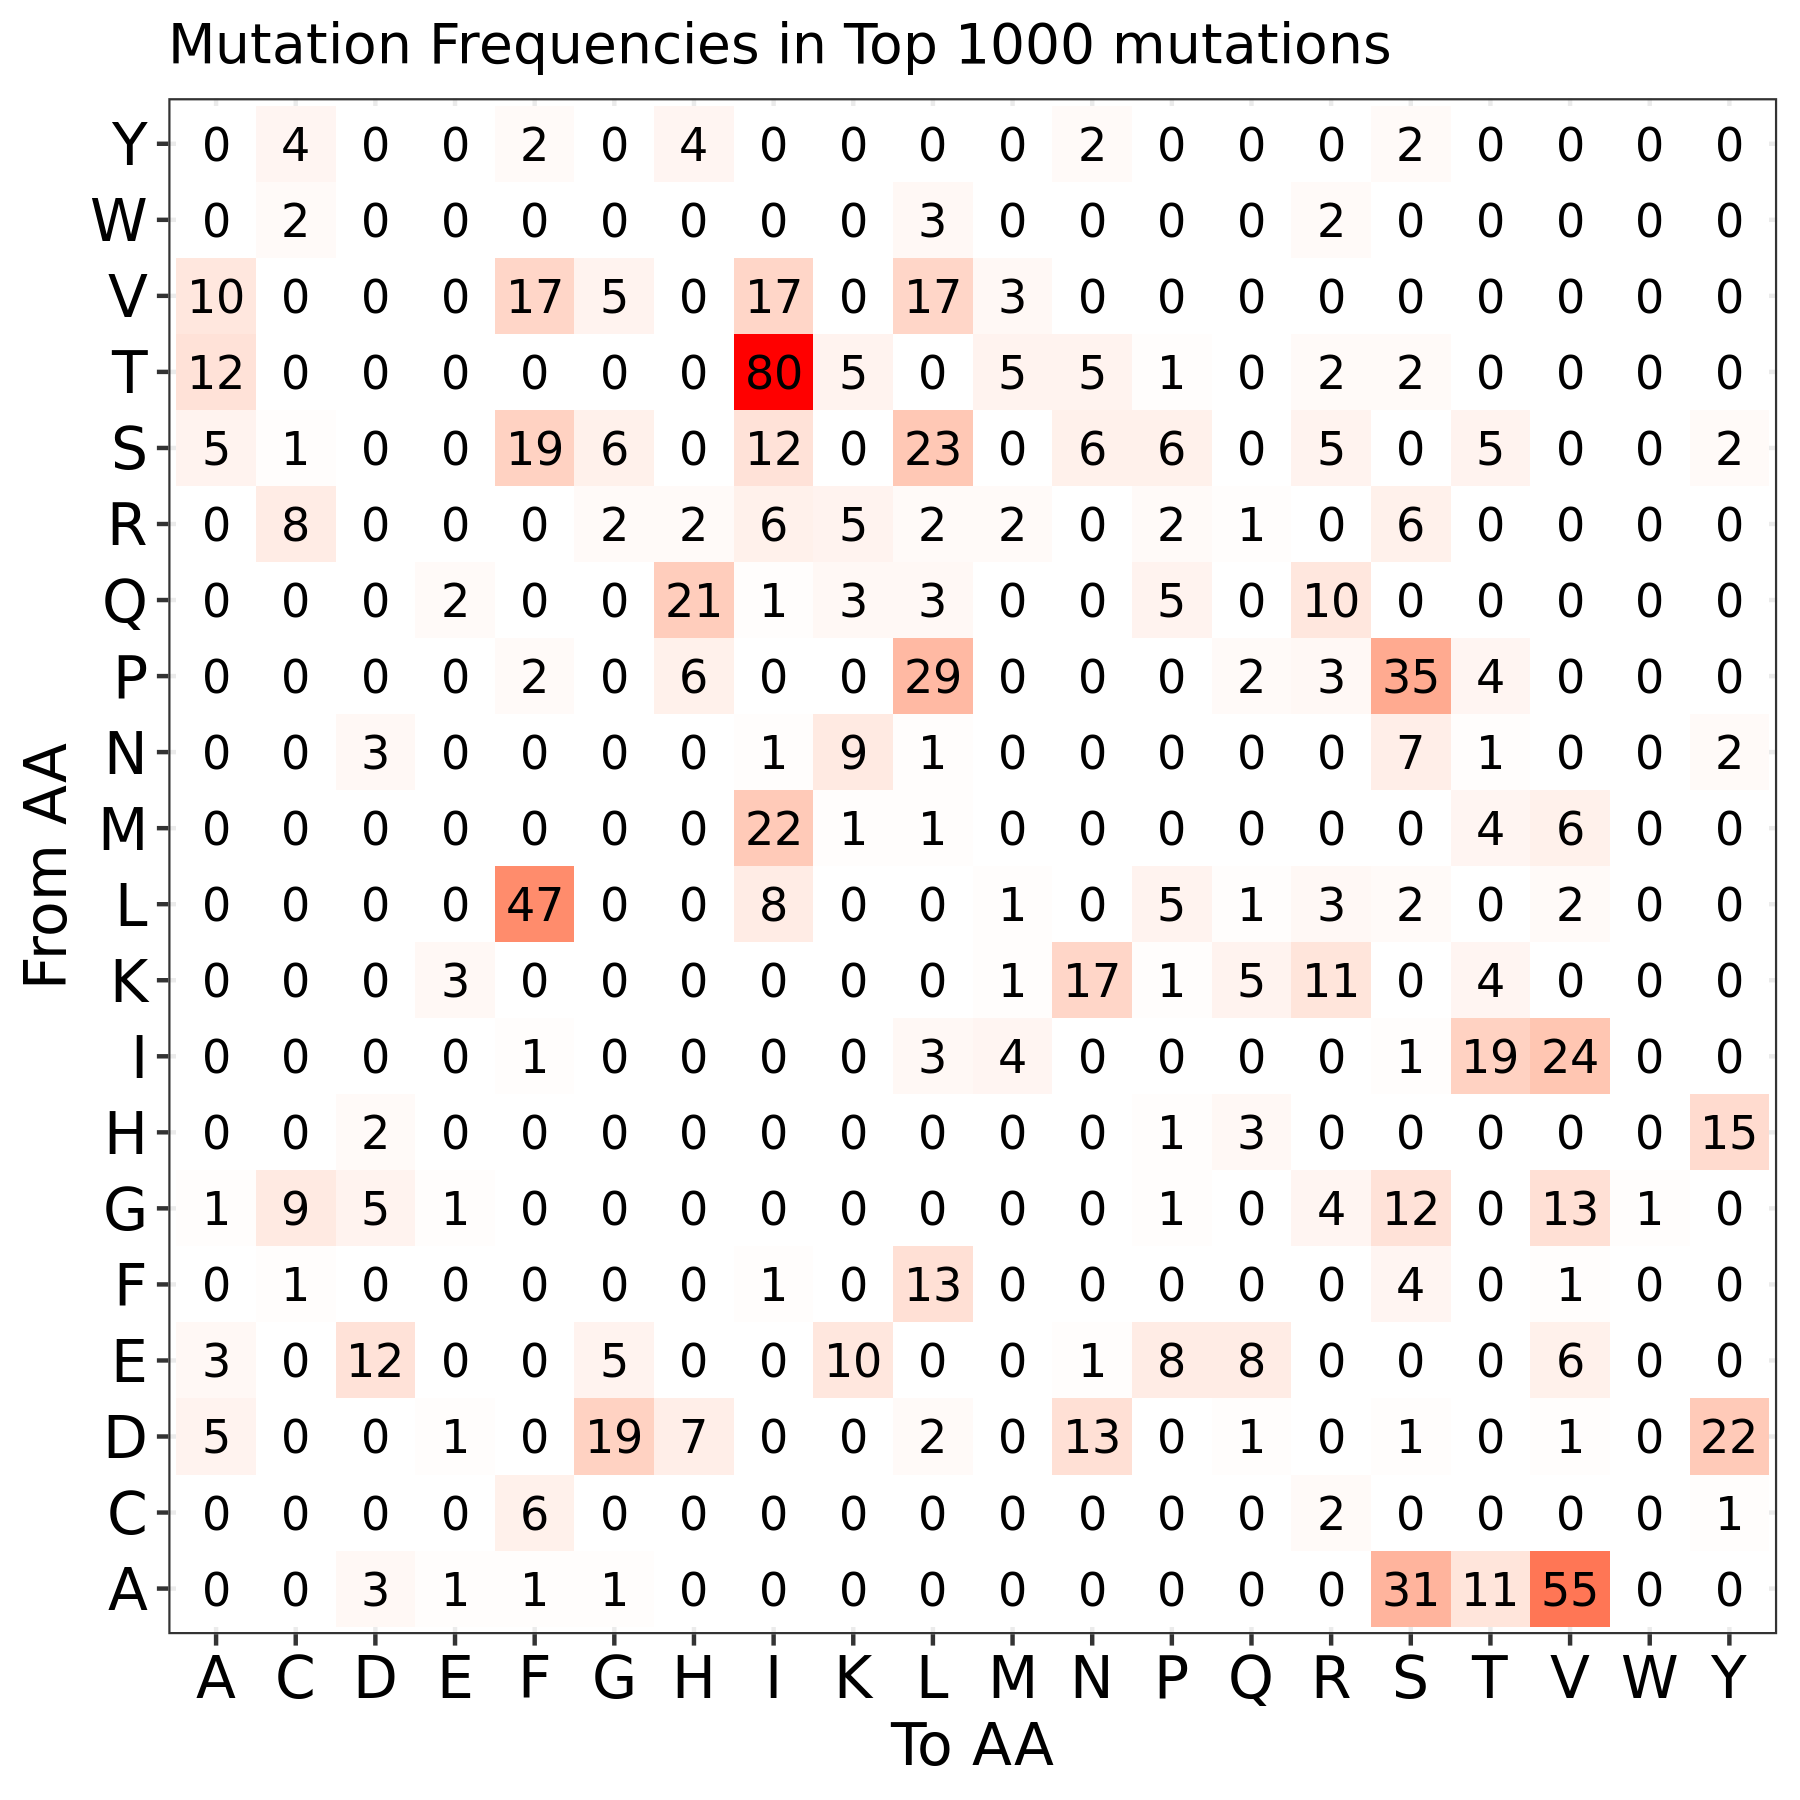 Mutation Frequencies in Top 1000 mutations
From AA
Y 0 4 0 0 2 0 4 0 0 0 0 2 0 0 0 2 0 0 0 0
W 0 2 0 0 0 0 0 0 0 3 0 0 0 0 2 0 0 0 0 0
V 10 0 0 0 17 5 0 17 0 17 3 0 0 0 0 0 0 0 0 0
T 12 0 0 0 0 0 0 80 5 0 5 5 1 0 2 2 0 0 0 0
S 5 1 0 0 19 6 0 12 0 23 0 6 6 0 5 0 5 0 0 2
R 0 8 0 0 0 2 2 6 5 2 2 0 2 1 0 6 0 0 0 0
Q 0 0 0 2 0 0 21 1 3 3 0 0 5 0 10 0 0 0 0 0
P 0 0 0 0 2 0 6 0 0 29 0 0 0 2 3 35 4 0 0 0
N 0 0 3 0 0 0 0 1 9 1 0 0 0 0 0 7 1 0 0 2
M 0 0 0 0 0 0 0 22 1 1 0 0 0 0 0 0 4 6 0 0
L 0 0 0 0 47 0 0 8 0 0 1 0 5 1 3 2 0 2 0 0
K 0 0 0 3 0 0 0 0 0 0 1 17 1 5 11 0 4 0 0 0
I 0 0 0 0 1 0 0 0 0 3 4 0 0 0 0 1 19 24 0 0
H 0 0 2 0 0 0 0 0 0 0 0 0 1 3 0 0 0 0 0 15
G 1 9 5 1 0 0 0 0 0 0 0 0 1 0 4 12 0 13 1 0
F 0 1 0 0 0 0 0 1 0 13 0 0 0 0 0 4 0 1 0 0
E 3 0 12 0 0 5 0 0 10 0 0 1 8 8 0 0 0 6 0 0
D 5 0 0 1 0 19 7 0 0 2 0 13 0 1 0 1 0 1 0 22
C 0 0 0 0 6 0 0 0 0 0 0 0 0 0 2 0 0 0 0 1
A 0 0 3 1 1 1 0 0 0 0 0 0 0 0 0 31 11 55 0 0
A C D E F G H I K L M N P Q R S T V W Y
To AA